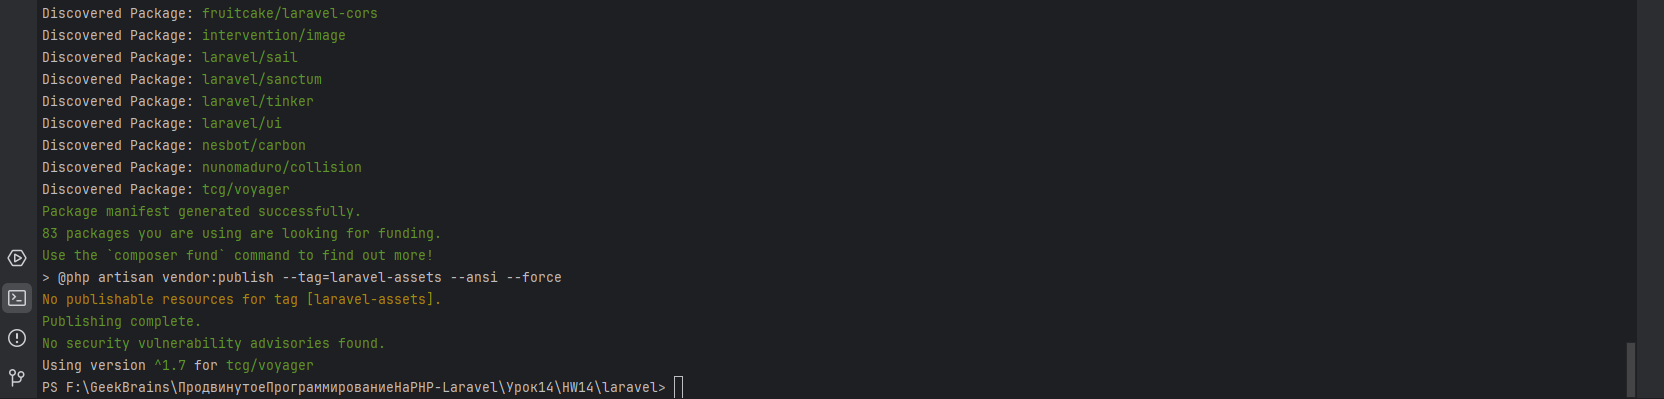 Discovered Package: fruitcake/laravel-cors
Discovered Package: intervention/image
Discovered Package: laravel/sail
Discovered Package: laravel/sanctum
Discovered Package: laravel/tinker
Discovered Package: laravel/ui
Discovered Package: nesbot/carbon
Discovered Package: nunomaduro/collision
Discovered Package: tcg/voyager
Package manifest generated successfully.
83 packages you are using are looking for funding.
Use the `composer fund` command to find out more!
> @php artisan vendor:publish --tag=laravel-assets --ansi --force
No publishable resources for tag [laravel-assets].
Publishing complete.
No security vulnerability advisories found.
Using version ^1.7 for tcg/voyager
PS F:\GeekBrains\ПродвинутоеПрограммированиеНаPHP-Laravel\Урок14\HW14\laravel>